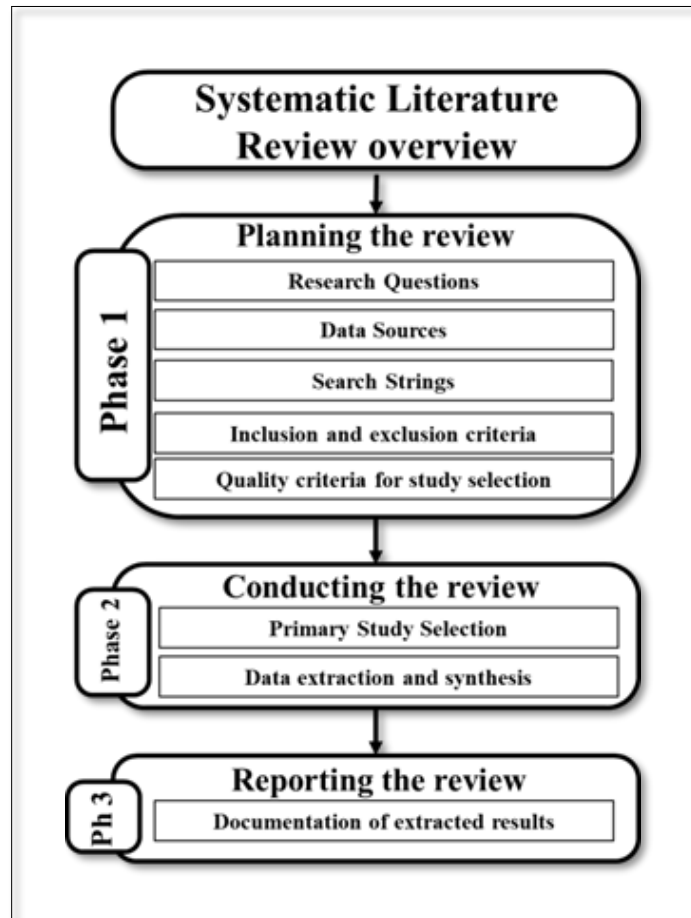 Systematic Literature
Review overview
Planning the review
Phase 1
Research Questions
Data Sources
Search Strings
Inclusion and exclusion criteria
Quality criteria for study selection
Conducting the review
Phase 2
Primary Study Selection
Data extraction and synthesis
Reporting the review
Ph 3
Documentation of extracted results